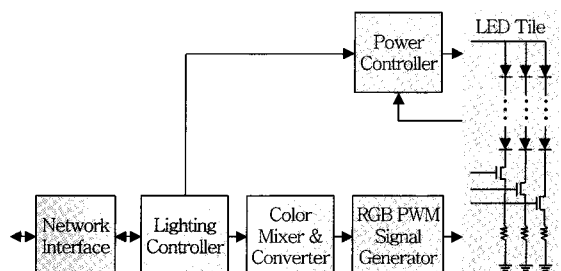 LED Tile
Power
Controller
Network
Interface
Lighting
Controller
Color
Mixer &
Converter
RGB PWM
Signal
Generator